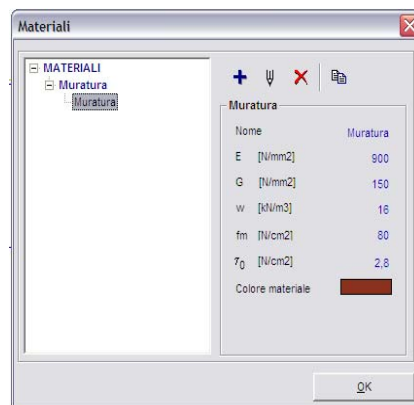 Materiali
MATERIALI
Muratura
Muratura
Muratura
Nome Muratura
E [N/mm2] 900
G [N/mm2] 150
w [kN/m3] 16
fm [N/cm2] 80
τ0 [N/cm2] 2,8
Colore materiale
OK